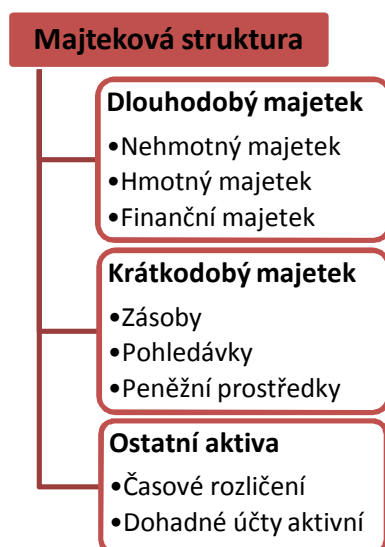 Majteková struktura
Dlouhodobý majetek
•Nehmotný majetek
•Hmotný majetek
•Finanční majetek
Krátkodobý majetek
•Zásoby
•Pohledávky
•Peněžní prostředky
Ostatní aktiva
•Časové rozličení
•Dohadné účty aktivní